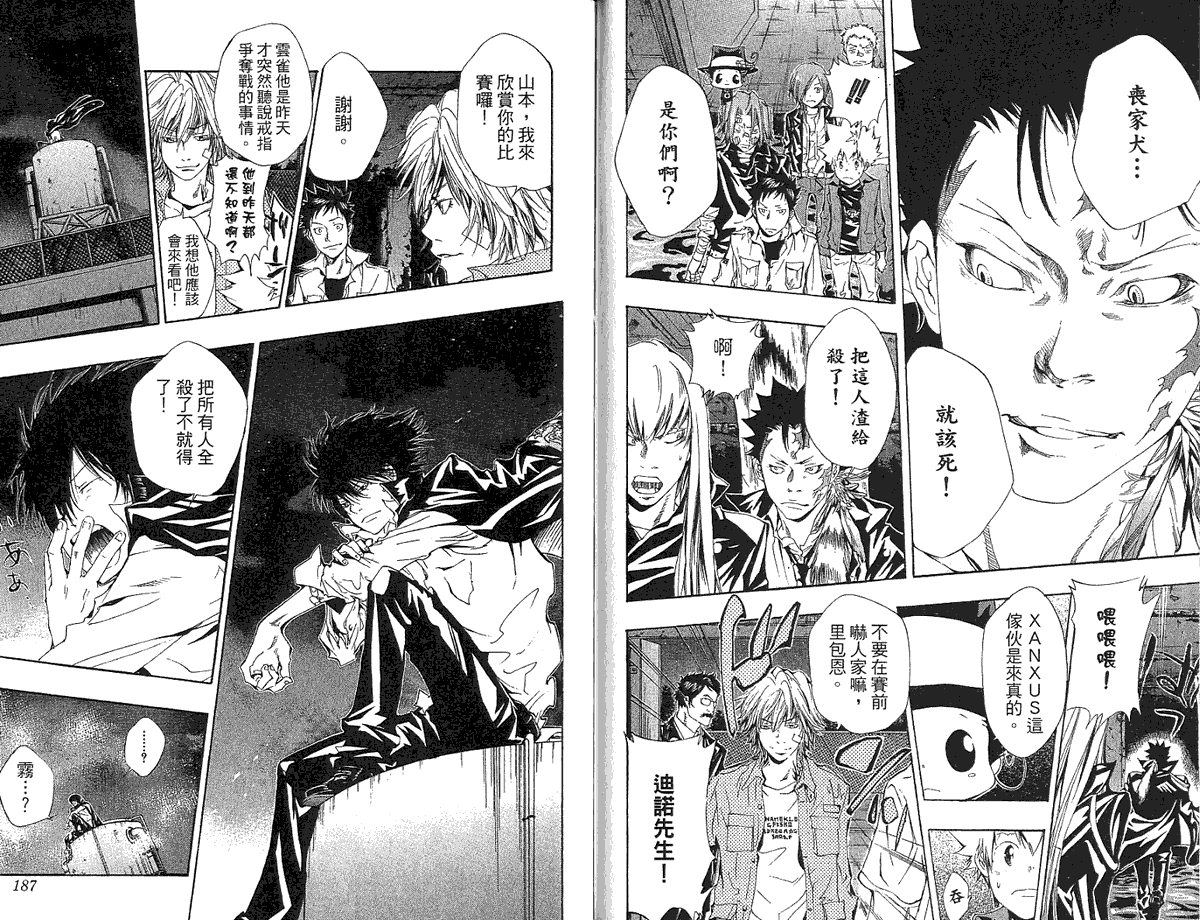 喪家犬…
就該死！
!!
是你們啊？
把這人渣給
殺了！
啊！
喂喂喂！
XANXUS這
傢伙是來真的。
吞
不要在賽前
嚇人家嘛，
里包恩。
迪諾先生！
山本，我來
欣賞你的比
賽囉！
謝謝。
雲雀他是昨天
才突然聽說戒指
爭奪戰的事情。
他到昨天都
還不知道啊？
我想他應該
會來看吧！
把所有人全
殺了不就得
了！
あぁ
……？
霧…？
187